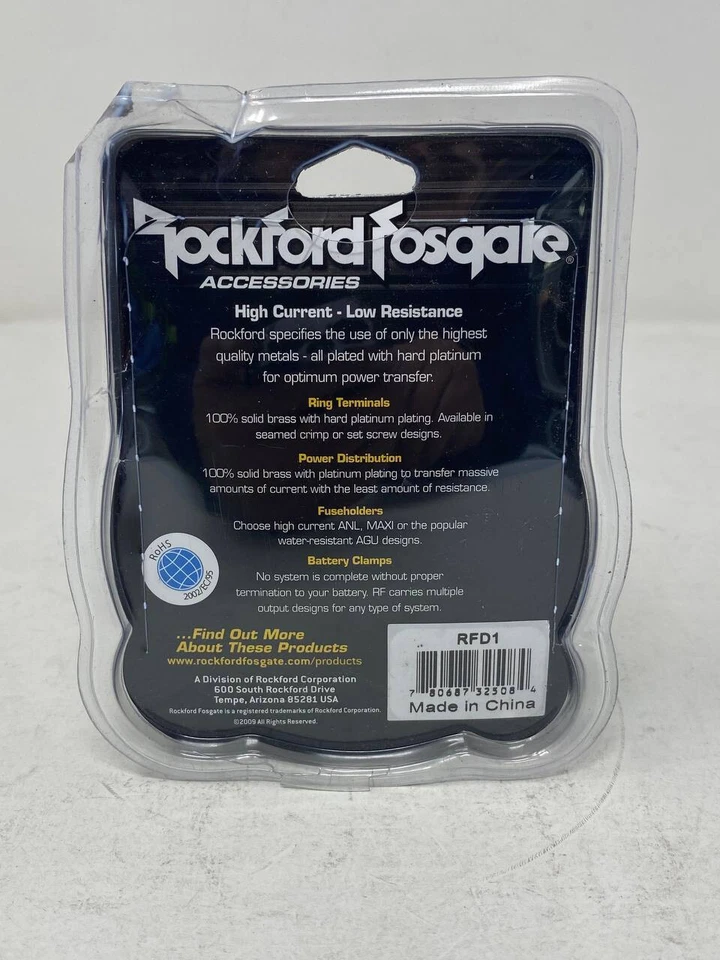 Rockford Fosgate®
ACCESSORIES
High Current - Low Resistance
Rockford specifies the use of only the highest
quality metals - all plated with hard platinum
for optimum power transfer.
Ring Terminals
100% solid brass with hard platinum plating. Available in
seamed crimp or set screw designs.
Power Distribution
100% solid brass with platinum plating to transfer massive
amounts of current with the least amount of resistance.
Fuseholders
Choose high current ANL, MAXI or the popular
water-resistant AGU designs.
Battery Clamps
No system is complete without proper
termination to your battery. RF carries multiple
output designs for any type of system.
RoHS
2002/EC/95
...Find Out More
About These Products
www.rockfordfosgate.com/products
A Division of Rockford Corporation
600 South Rockford Drive
Tempe, Arizona 85281 USA
Rockford Fosgate is a registered trademarks of Rockford Corporation.
©2009 All Rights Reserved.
RFD1
7 80687 32308 4
Made in China